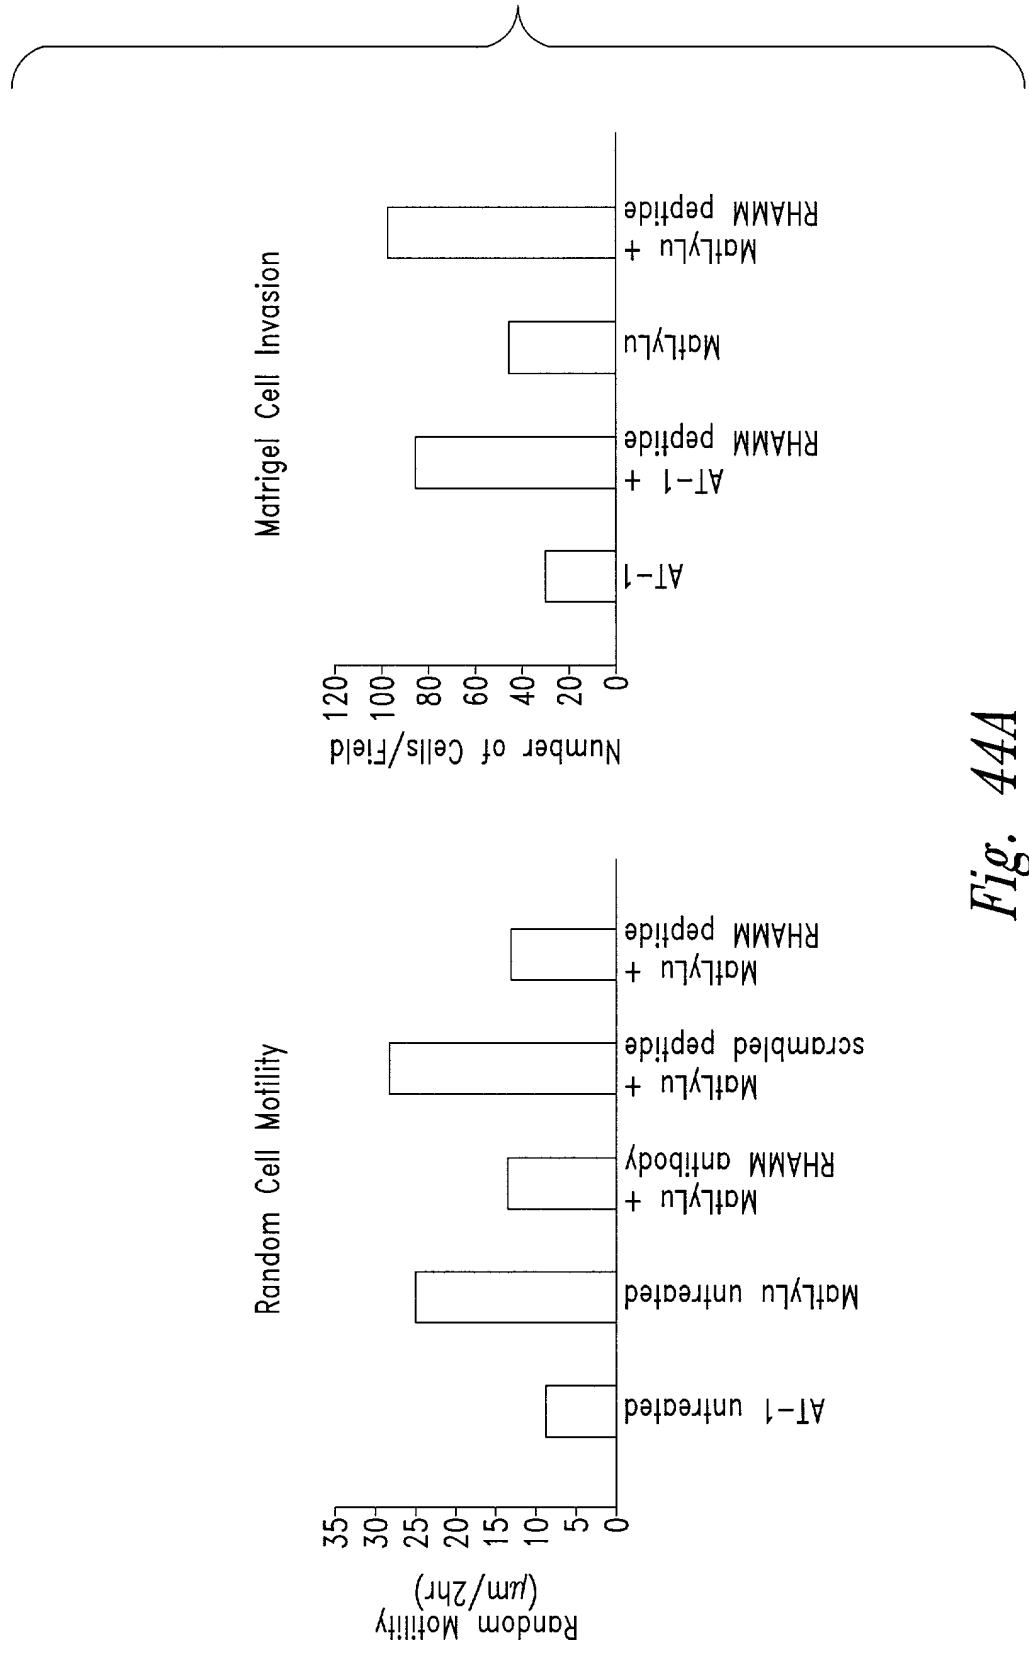 Random Cell Motility
Random Motility
(μm/2hr)
35
30
25
20
15
10
5
0
AT-1 untreated
MatLyLu untreated
MatLyLu +
RHAMM antibody
MatLyLu +
scrambled peptide
MatLyLu +
RHAMM peptide
Matrigel Cell Invasion
Number of Cells/Field
120
100
80
60
40
20
0
AT-1
AT-1 +
RHAMM peptide
MatLyLu
MatLyLu +
RHAMM peptide
Fig. 44A